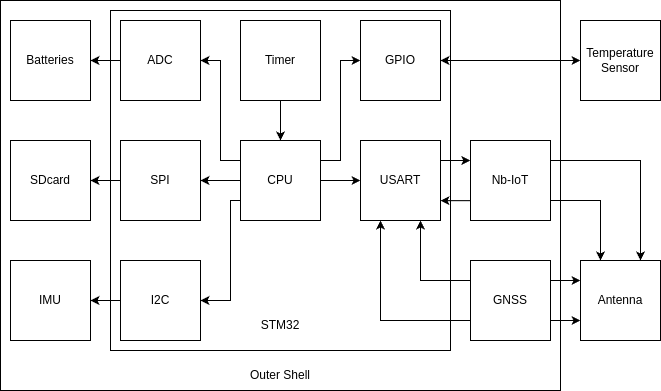 Batteries
ADC
Timer
GPIO
Temperature
Sensor
SDcard
SPI
CPU
USART
Nb-IoT
IMU
I2C
GNSS
Antenna
STM32
Outer Shell